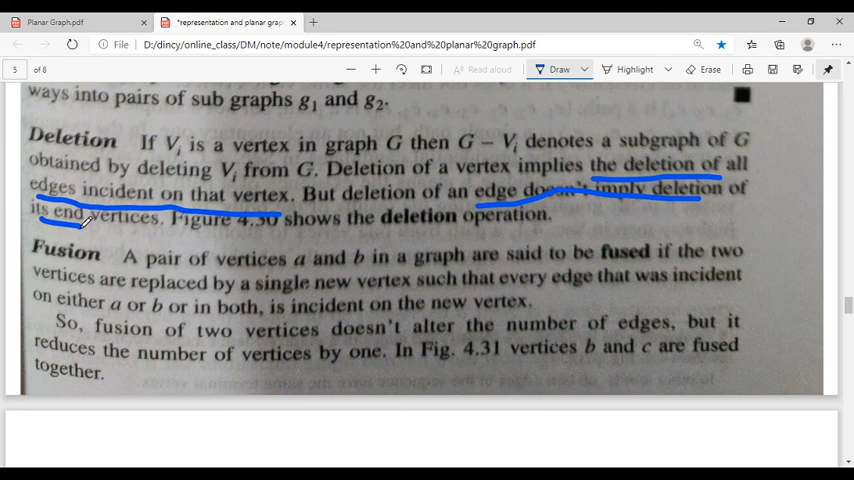 Planar Graph.pdf
*representation and planar grap
File
D:/dincy/online_class/DM/note/module4/representation%20and%20planar%20graph.pdf
5 of 8
Read aloud
Draw
Highlight
Erase
ways into pairs of sub graphs g1 and g2.
Deletion If Vi is a vertex in graph G then G − Vi denotes a subgraph of G
obtained by deleting Vi from G. Deletion of a vertex implies the deletion of all
edges incident on that vertex. But deletion of an edge doesn't imply deletion of
its end vertices. Figure 4.30 shows the deletion operation.
Fusion A pair of vertices a and b in a graph are said to be fused if the two
vertices are replaced by a single new vertex such that every edge that was incident
on either a or b or in both, is incident on the new vertex.
So, fusion of two vertices doesn't alter the number of edges, but it
reduces the number of vertices by one. In Fig. 4.31 vertices b and c are fused
together.